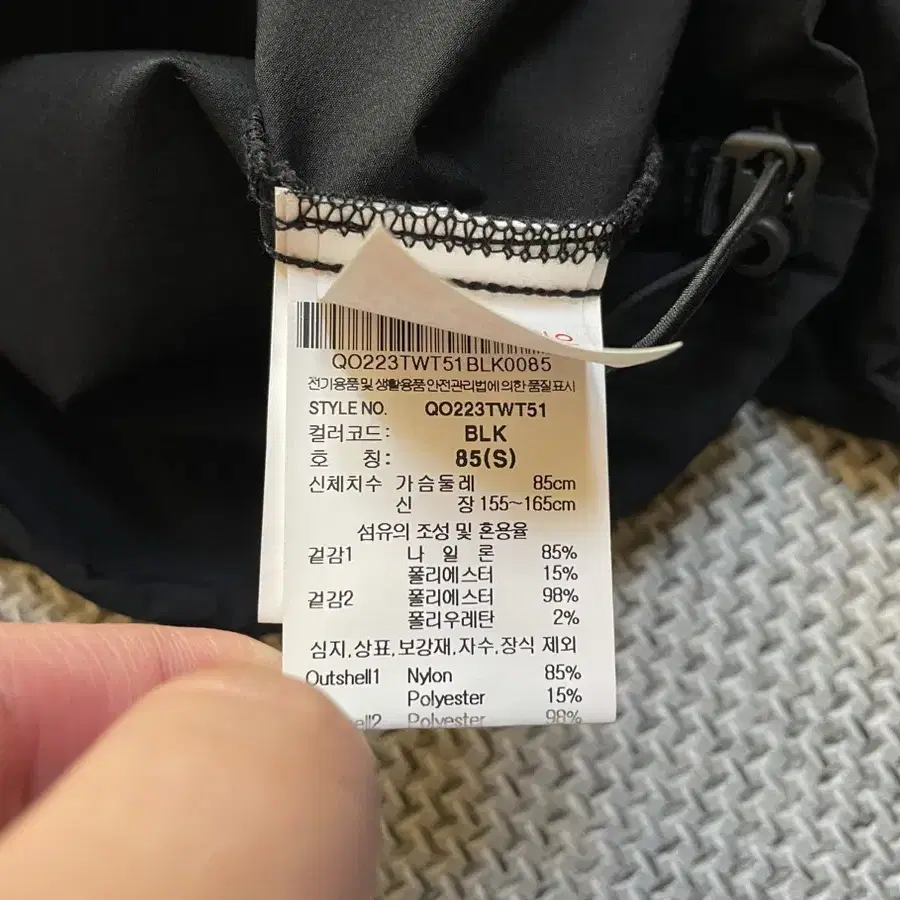 QO223TWT51BLK0085
전기용품및 생활용품 안전관리법에 의한 품질표시
STYLE NO. QO223TWT51
컬러코드: BLK
호 칭: 85(S)
신체치수 가슴둘레 85cm
신 장 155~165cm
섬유의 조성 및 혼용율
겉감1 나 일 론 85%
폴리에스터 15%
겉감2 폴리에스터 98%
폴리우레탄 2%
심지,상표,보강재,자수,장식 제외
Outshell1 Nylon 85%
Polyester 15%
ell2 Polyester 98%